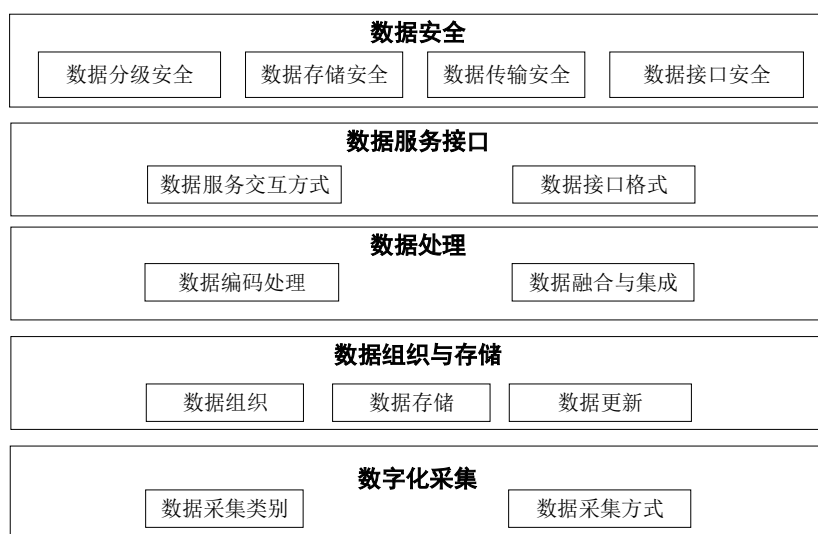 数据安全
数据分级安全 数据存储安全 数据传输安全 数据接口安全
数据服务接口
数据服务交互方式 数据接口格式
数据处理
数据编码处理 数据融合与集成
数据组织与存储
数据组织 数据存储 数据更新
数字化采集
数据采集类别 数据采集方式